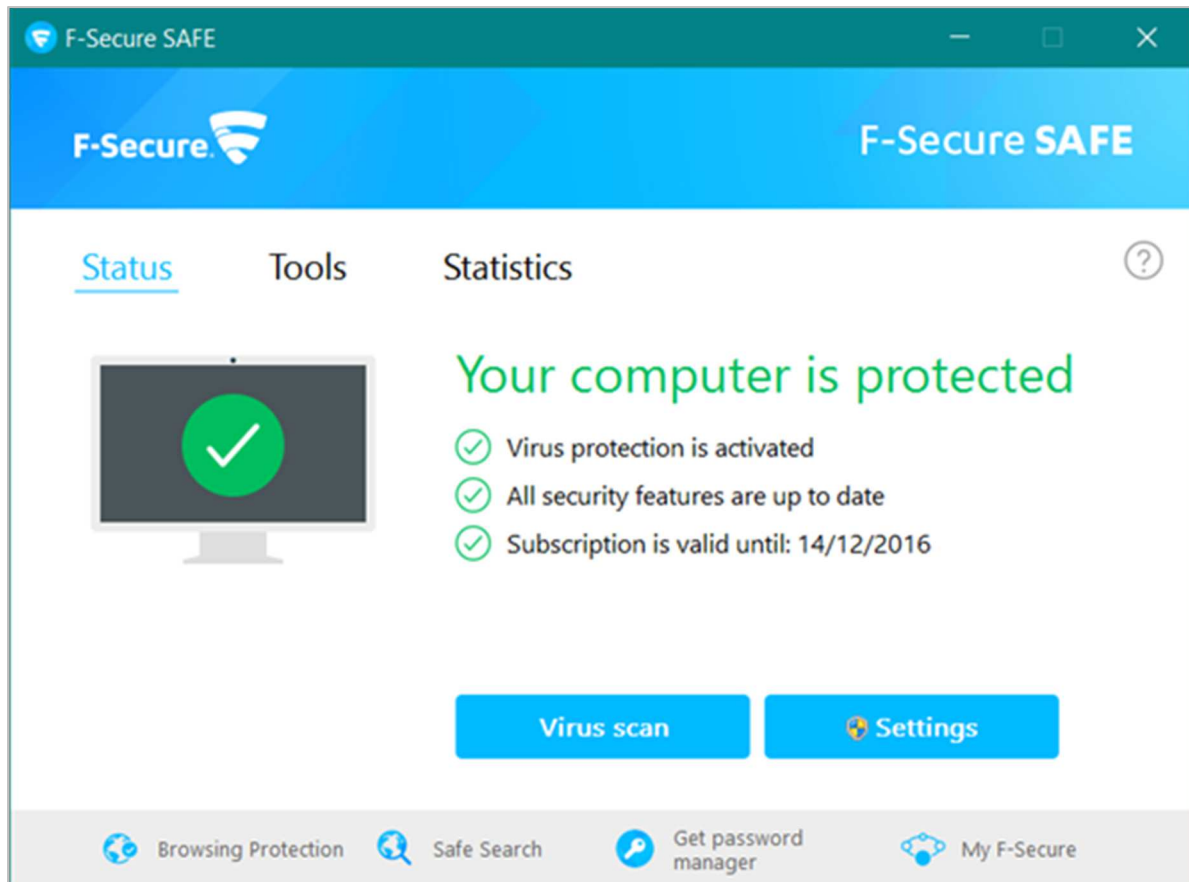 F-Secure SAFE
F-Secure.
F-Secure SAFE
Status
Tools
Statistics
?
Your computer is protected
Virus protection is activated
All security features are up to date
Subscription is valid until: 14/12/2016
Virus scan
Settings
Browsing Protection
Safe Search
Get password
manager
My F-Secure